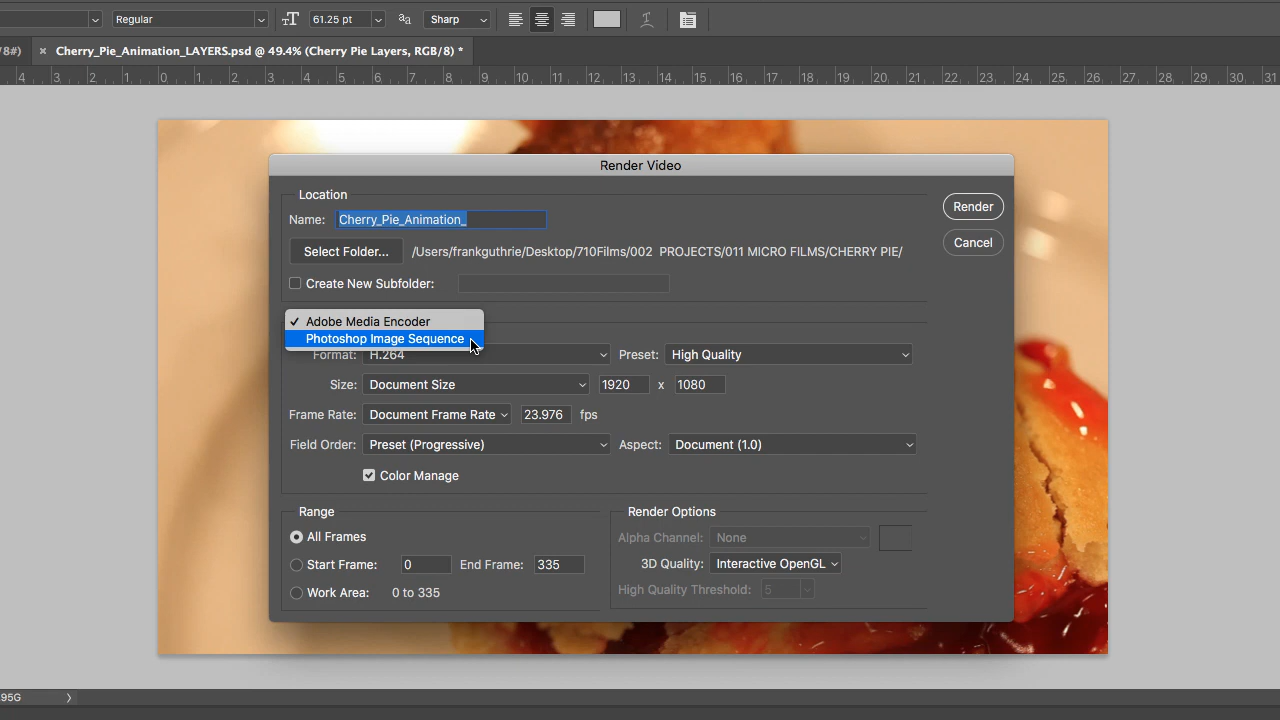 Regular 61.25 pt Sharp
/8#) × Cherry_Pie_Animation_LAYERS.psd @ 49.4% (Cherry Pie Layers, RGB/8) *
4 3 2 1 0 1 2 3 4 5 6 7 8 9 10 11 12 13 14 15 16 17 18 19 20 21 22 23 24 25 26 27 28 29 30 31
Render Video
Location
Name: Cherry_Pie_Animation_
Render
Select Folder... /Users/frankguthrie/Desktop/710Films/002 PROJECTS/011 MICRO FILMS/CHERRY PIE/
Cancel
Create New Subfolder:
✓ Adobe Media Encoder
Photoshop Image Sequence
Format: H.264 Preset: High Quality
Size: Document Size 1920 x 1080
Frame Rate: Document Frame Rate 23.976 fps
Field Order: Preset (Progressive) Aspect: Document (1.0)
Color Manage
Range
All Frames
Start Frame: 0 End Frame: 335
Work Area: 0 to 335
Render Options
Alpha Channel: None
3D Quality: Interactive OpenGL
High Quality Threshold: 5
95G